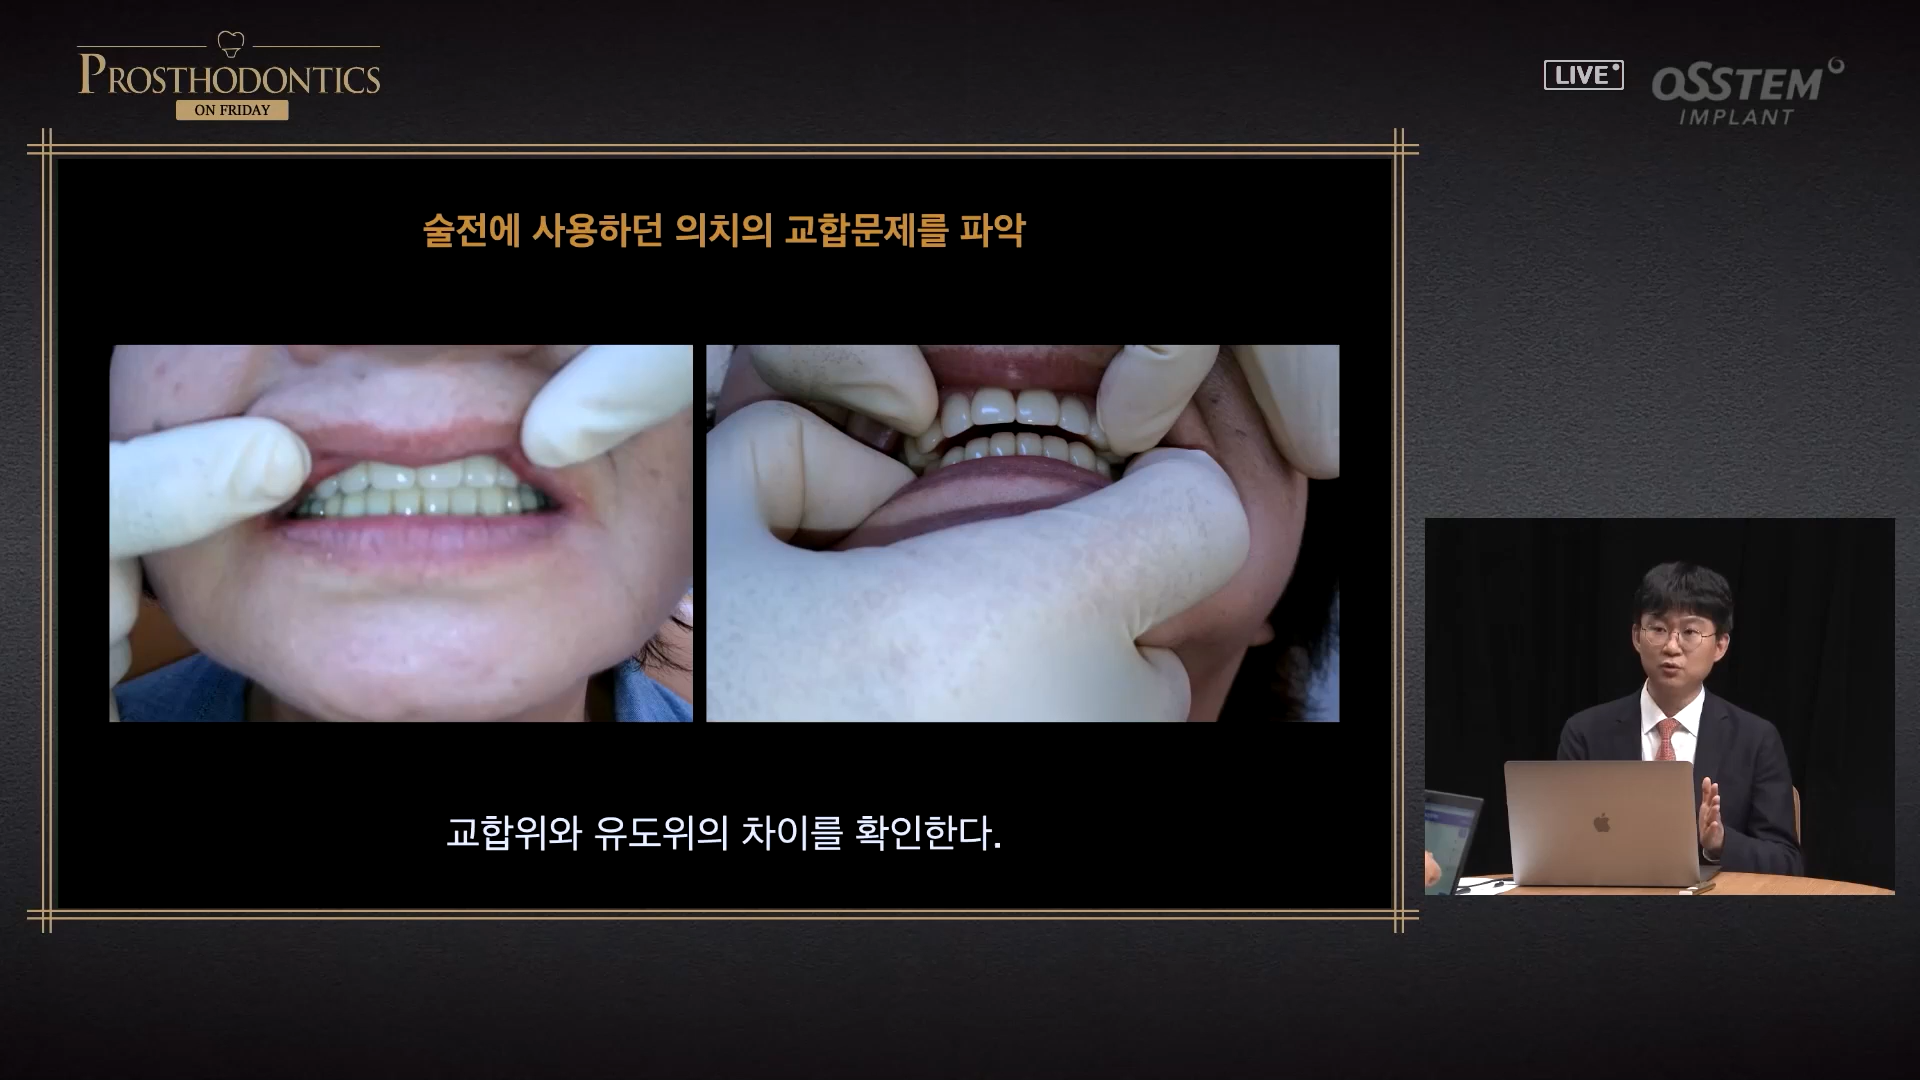 PROSTHODONTICS
ON FRIDAY
LIVE
OSSTEM
IMPLANT
술전에 사용하던 의치의 교합문제를 파악
교합위와 유도위의 차이를 확인한다.